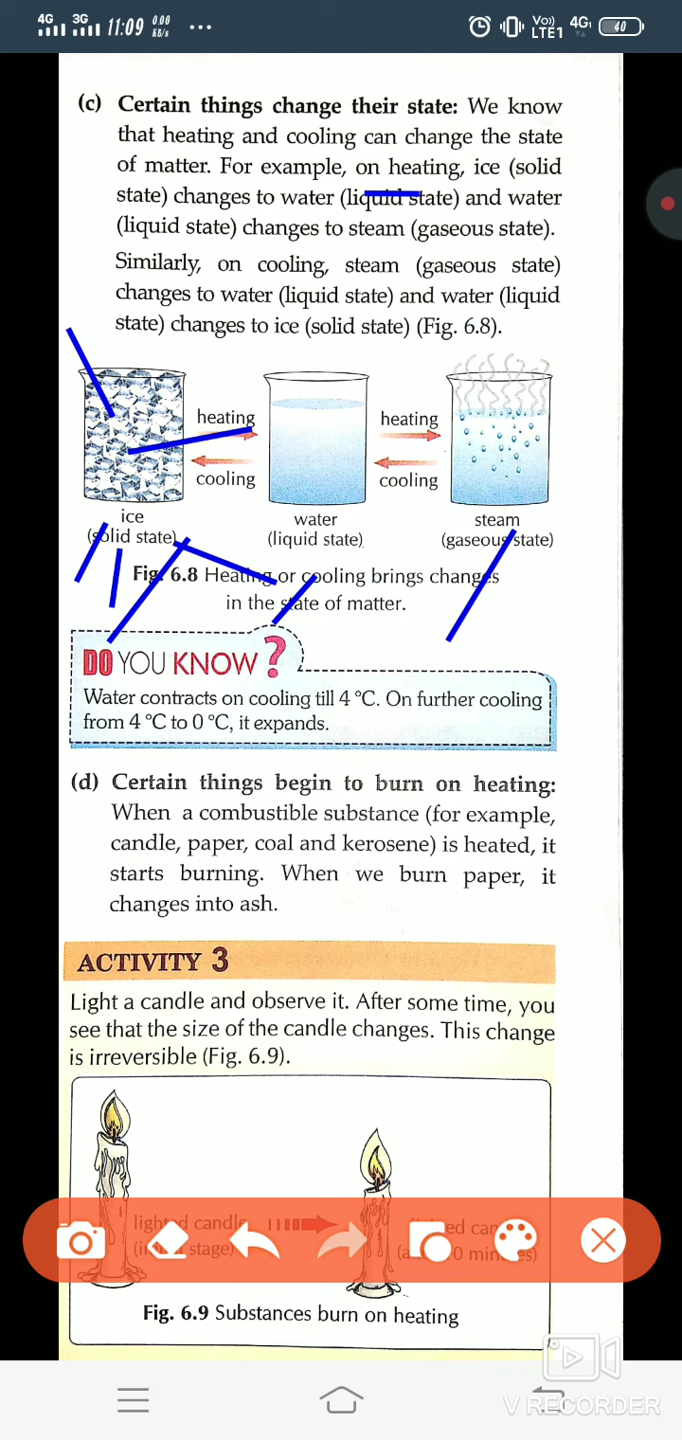 4G 3G 11:09 0.00 KB/s ... Vo)) LTE1 4G 40
(c) Certain things change their state: We know
that heating and cooling can change the state
of matter. For example, on heating, ice (solid
state) changes to water (liquid state) and water
(liquid state) changes to steam (gaseous state).
Similarly, on cooling, steam (gaseous state)
changes to water (liquid state) and water (liquid
state) changes to ice (solid state) (Fig. 6.8).
heating heating
cooling cooling
ice water steam
(solid state) (liquid state) (gaseous state)
Fig. 6.8 Heating or cooling brings changes
in the state of matter.
DO YOU KNOW?
Water contracts on cooling till 4 °C. On further cooling
from 4 °C to 0 °C, it expands.
(d) Certain things begin to burn on heating:
When a combustible substance (for example,
candle, paper, coal and kerosene) is heated, it
starts burning. When we burn paper, it
changes into ash.
ACTIVITY 3
Light a candle and observe it. After some time, you
see that the size of the candle changes. This change
is irreversible (Fig. 6.9).
lighted candle
stage)
Fig. 6.9 Substances burn on heating
V RECORDER